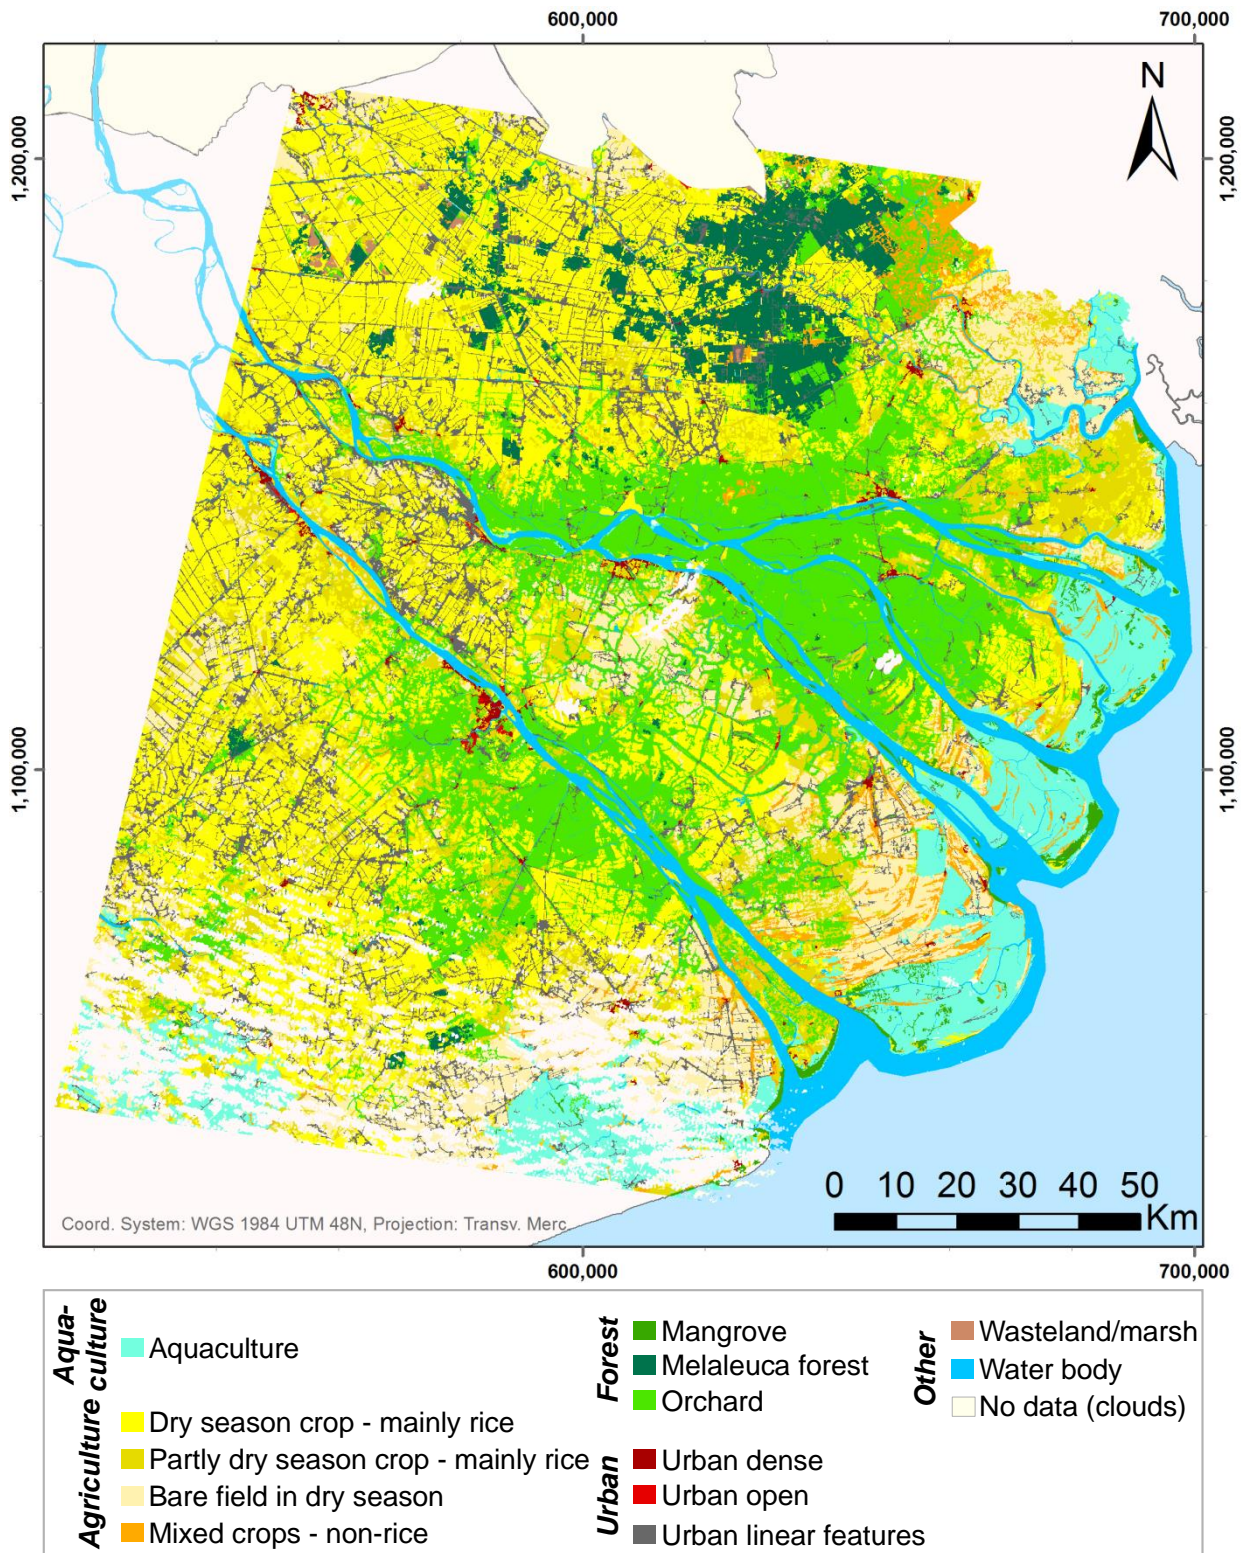 600,000
700,000
N
1,200,000
1,200,000
1,100,000
1,100,000
0 10 20 30 40 50
Km
Coord. System: WGS 1984 UTM 48N, Projection: Transv. Merc.
600,000
700,000
Aqua-
culture
Aquaculture
Agriculture
Dry season crop - mainly rice
Partly dry season crop - mainly rice
Bare field in dry season
Mixed crops - non-rice
Forest
Mangrove
Melaleuca forest
Orchard
Urban
Urban dense
Urban open
Urban linear features
Other
Wasteland/marsh
Water body
No data (clouds)